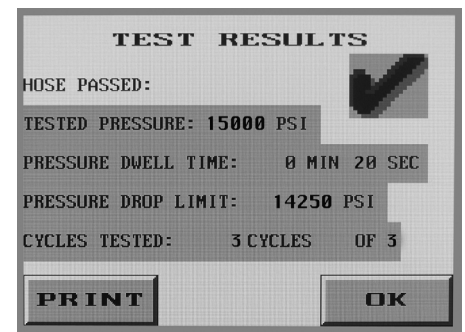 TEST RESULTS
HOSE PASSED:
TESTED PRESSURE: 15000 PSI
PRESSURE DWELL TIME: 0 MIN 20 SEC
PRESSURE DROP LIMIT: 14250 PSI
CYCLES TESTED: 3 CYCLES OF 3
PRINT OK